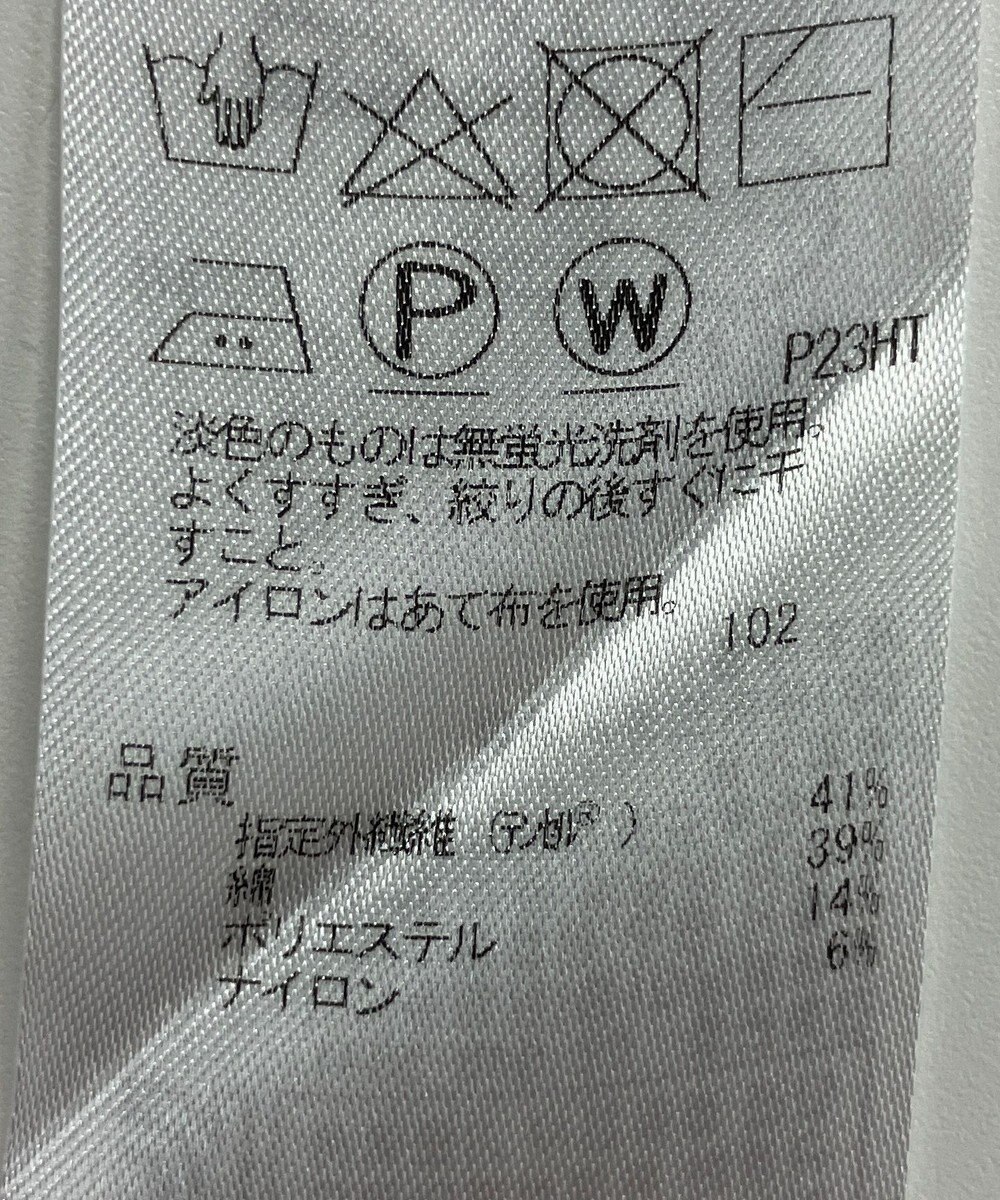 P W
P23HT
淡色のものは無蛍光洗剤を使用。
よくすすぎ、絞りの後すぐに干
すこと。
アイロンはあて布を使用。
102
品質
指定外繊維(テンセル®) 41%
綿 39%
ポリエステル 14%
ナイロン 6%